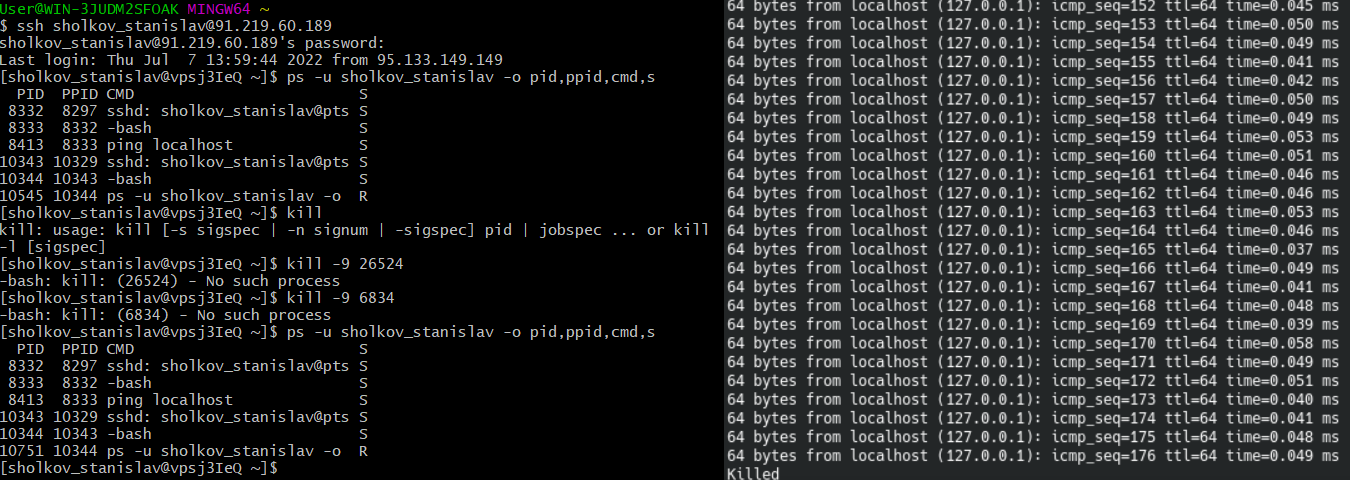 User@WIN-3JUDM2SFOAK MINGW64 ~
$ ssh sholkov_stanislav@91.219.60.189
sholkov_stanislav@91.219.60.189's password:
Last login: Thu Jul  7 13:59:44 2022 from 95.133.149.149
[sholkov_stanislav@vpsj3IeQ ~]$ ps -u sholkov_stanislav -o pid,ppid,cmd,s
  PID  PPID CMD                         S
 8332  8297 sshd: sholkov_stanislav@pts S
 8333  8332 -bash                       S
 8413  8333 ping localhost              S
10343 10329 sshd: sholkov_stanislav@pts S
10344 10343 -bash                       S
10545 10344 ps -u sholkov_stanislav -o  R
[sholkov_stanislav@vpsj3IeQ ~]$ kill
kill: usage: kill [-s sigspec | -n signum | -sigspec] pid | jobspec ... or kill
-l [sigspec]
[sholkov_stanislav@vpsj3IeQ ~]$ kill -9 26524
-bash: kill: (26524) - No such process
[sholkov_stanislav@vpsj3IeQ ~]$ kill -9 6834
-bash: kill: (6834) - No such process
[sholkov_stanislav@vpsj3IeQ ~]$ ps -u sholkov_stanislav -o pid,ppid,cmd,s
  PID  PPID CMD                         S
 8332  8297 sshd: sholkov_stanislav@pts S
 8333  8332 -bash                       S
 8413  8333 ping localhost              S
10343 10329 sshd: sholkov_stanislav@pts S
10344 10343 -bash                       S
10751 10344 ps -u sholkov_stanislav -o  R
[sholkov_stanislav@vpsj3IeQ ~]$
64 bytes from localhost (127.0.0.1): icmp_seq=152 ttl=64 time=0.045 ms
64 bytes from localhost (127.0.0.1): icmp_seq=153 ttl=64 time=0.050 ms
64 bytes from localhost (127.0.0.1): icmp_seq=154 ttl=64 time=0.049 ms
64 bytes from localhost (127.0.0.1): icmp_seq=155 ttl=64 time=0.041 ms
64 bytes from localhost (127.0.0.1): icmp_seq=156 ttl=64 time=0.042 ms
64 bytes from localhost (127.0.0.1): icmp_seq=157 ttl=64 time=0.050 ms
64 bytes from localhost (127.0.0.1): icmp_seq=158 ttl=64 time=0.049 ms
64 bytes from localhost (127.0.0.1): icmp_seq=159 ttl=64 time=0.053 ms
64 bytes from localhost (127.0.0.1): icmp_seq=160 ttl=64 time=0.051 ms
64 bytes from localhost (127.0.0.1): icmp_seq=161 ttl=64 time=0.046 ms
64 bytes from localhost (127.0.0.1): icmp_seq=162 ttl=64 time=0.046 ms
64 bytes from localhost (127.0.0.1): icmp_seq=163 ttl=64 time=0.053 ms
64 bytes from localhost (127.0.0.1): icmp_seq=164 ttl=64 time=0.046 ms
64 bytes from localhost (127.0.0.1): icmp_seq=165 ttl=64 time=0.037 ms
64 bytes from localhost (127.0.0.1): icmp_seq=166 ttl=64 time=0.049 ms
64 bytes from localhost (127.0.0.1): icmp_seq=167 ttl=64 time=0.041 ms
64 bytes from localhost (127.0.0.1): icmp_seq=168 ttl=64 time=0.048 ms
64 bytes from localhost (127.0.0.1): icmp_seq=169 ttl=64 time=0.039 ms
64 bytes from localhost (127.0.0.1): icmp_seq=170 ttl=64 time=0.058 ms
64 bytes from localhost (127.0.0.1): icmp_seq=171 ttl=64 time=0.049 ms
64 bytes from localhost (127.0.0.1): icmp_seq=172 ttl=64 time=0.051 ms
64 bytes from localhost (127.0.0.1): icmp_seq=173 ttl=64 time=0.040 ms
64 bytes from localhost (127.0.0.1): icmp_seq=174 ttl=64 time=0.041 ms
64 bytes from localhost (127.0.0.1): icmp_seq=175 ttl=64 time=0.048 ms
64 bytes from localhost (127.0.0.1): icmp_seq=176 ttl=64 time=0.049 ms
Killed